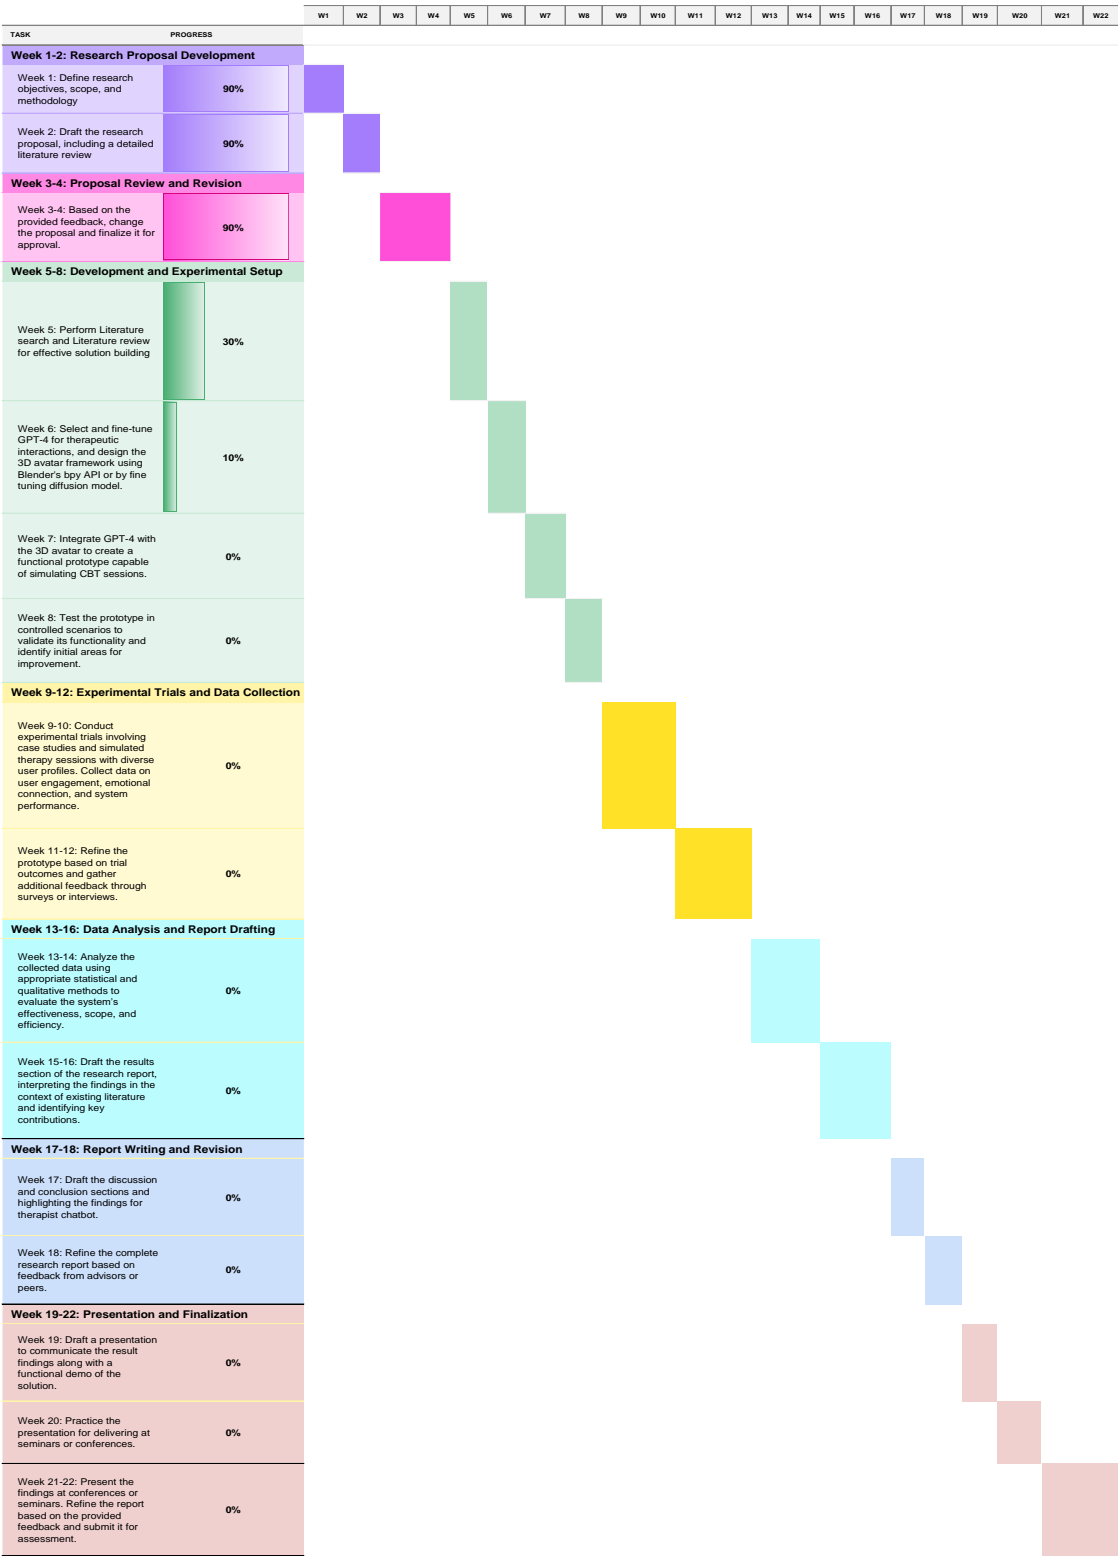 W1 W2 W3 W4 W5 W6 W7 W8 W9 W10 W11 W12 W13 W14 W15 W16 W17 W18 W19 W20 W21 W22
TASK PROGRESS
Week 1-2: Research Proposal Development
Week 1: Define research
objectives, scope, and
methodology
90%
Week 2: Draft the research
proposal, including a detailed
literature review
90%
Week 3-4: Proposal Review and Revision
Week 3-4: Based on the
provided feedback, change
the proposal and finalize it for
approval.
90%
Week 5-8: Development and Experimental Setup
Week 5: Perform Literature
search and Literature review
for effective solution building
30%
Week 6: Select and fine-tune
GPT-4 for therapeutic
interactions, and design the
3D avatar framework using
Blender's bpy API or by fine
tuning diffusion model.
10%
Week 7: Integrate GPT-4 with
the 3D avatar to create a
functional prototype capable
of simulating CBT sessions.
0%
Week 8: Test the prototype in
controlled scenarios to
validate its functionality and
identify initial areas for
improvement.
0%
Week 9-12: Experimental Trials and Data Collection
Week 9-10: Conduct
experimental trials involving
case studies and simulated
therapy sessions with diverse
user profiles. Collect data on
user engagement, emotional
connection, and system
performance.
0%
Week 11-12: Refine the
prototype based on trial
outcomes and gather
additional feedback through
surveys or interviews.
0%
Week 13-16: Data Analysis and Report Drafting
Week 13-14: Analyze the
collected data using
appropriate statistical and
qualitative methods to
evaluate the system's
effectiveness, scope, and
efficiency.
0%
Week 15-16: Draft the results
section of the research report,
interpreting the findings in the
context of existing literature
and identifying key
contributions.
0%
Week 17-18: Report Writing and Revision
Week 17: Draft the discussion
and conclusion sections and
highlighting the findings for
therapist chatbot.
0%
Week 18: Refine the complete
research report based on
feedback from advisors or
peers.
0%
Week 19-22: Presentation and Finalization
Week 19: Draft a presentation
to communicate the result
findings along with a
functional demo of the
solution.
0%
Week 20: Practice the
presentation for delivering at
seminars or conferences.
0%
Week 21-22: Present the
findings at conferences or
seminars. Refine the report
based on the provided
feedback and submit it for
assessment.
0%